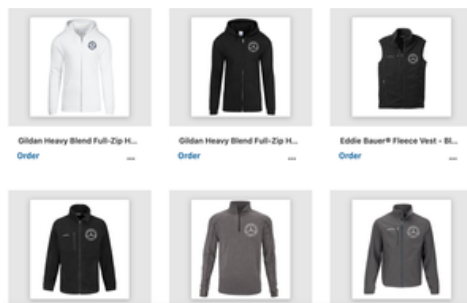 Gildan Heavy Blend Full-Zip H...
Order
...
Gildan Heavy Blend Full-Zip H...
Order
...
Eddie Bauer® Fleece Vest - Bl...
Order
...